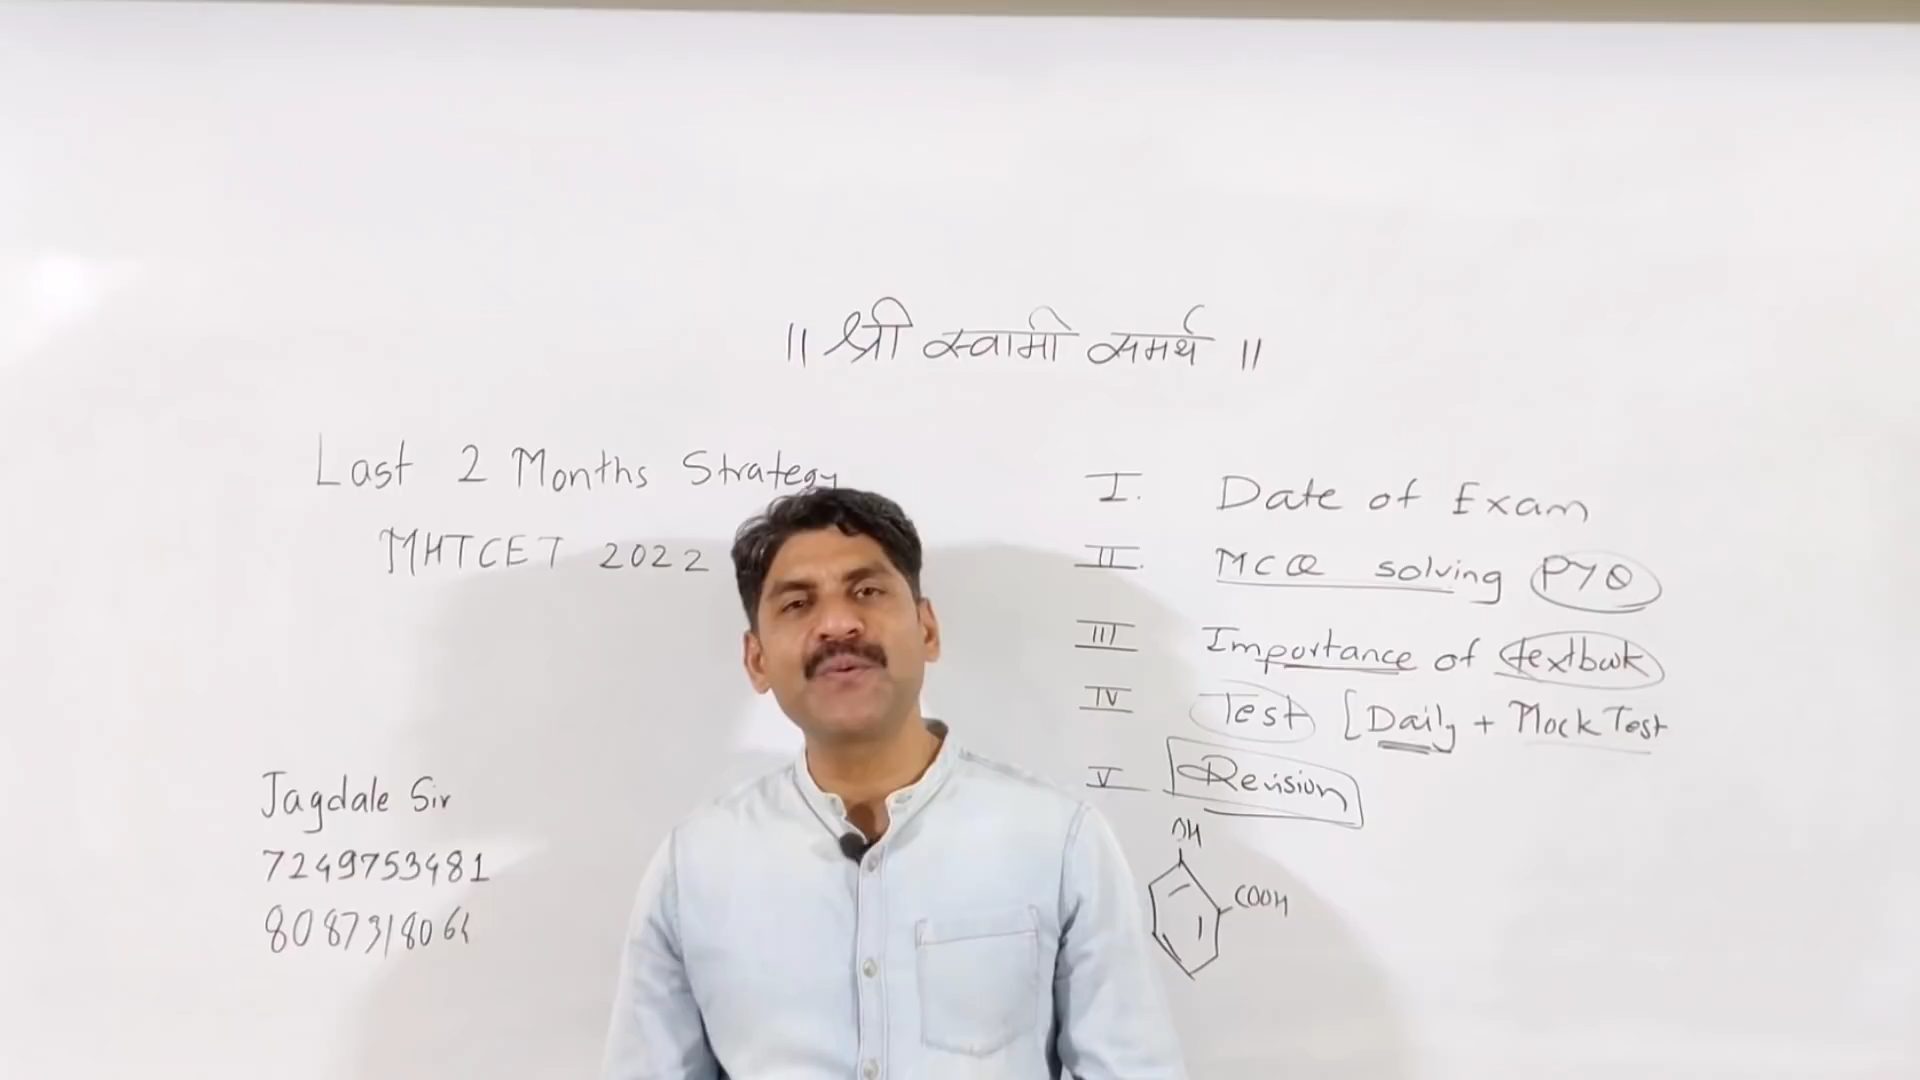 ॥ श्री स्वामी समर्थ ॥
Last 2 Months Strategy
MHTCET 2022
I. Date of Exam
II. MCQ solving PYQ
III Importance of textbook
IV Test [Daily + Mock Test
V Revision
OH
COOH
Jagdale Sir
7249753481